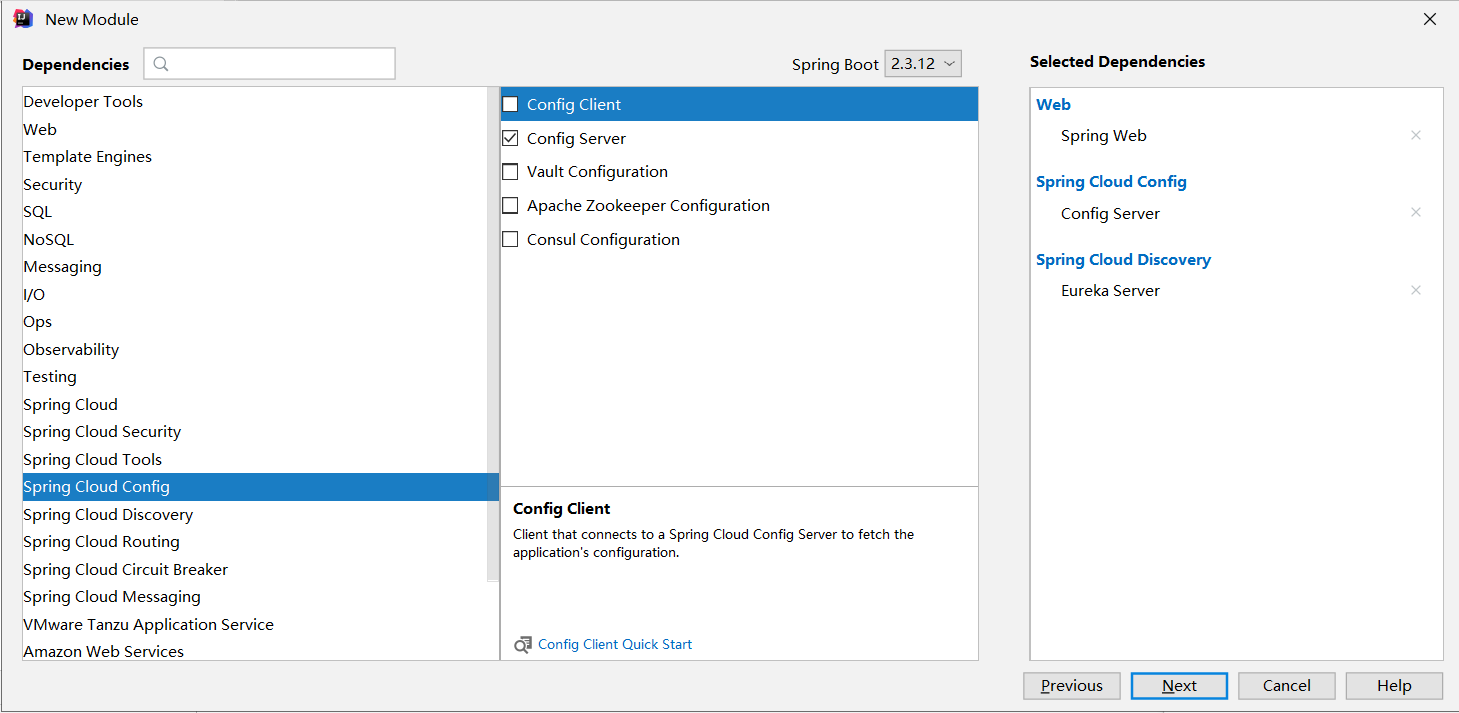 New Module
Dependencies
Spring Boot 2.3.12
Developer Tools
Web
Template Engines
Security
SQL
NoSQL
Messaging
I/O
Ops
Observability
Testing
Spring Cloud
Spring Cloud Security
Spring Cloud Tools
Spring Cloud Config
Spring Cloud Discovery
Spring Cloud Routing
Spring Cloud Circuit Breaker
Spring Cloud Messaging
VMware Tanzu Application Service
Amazon Web Services
Config Client
Config Server
Vault Configuration
Apache Zookeeper Configuration
Consul Configuration
Config Client
Client that connects to a Spring Cloud Config Server to fetch the
application's configuration.
Config Client Quick Start
Selected Dependencies
Web
Spring Web
Spring Cloud Config
Config Server
Spring Cloud Discovery
Eureka Server
Previous
Next
Cancel
Help